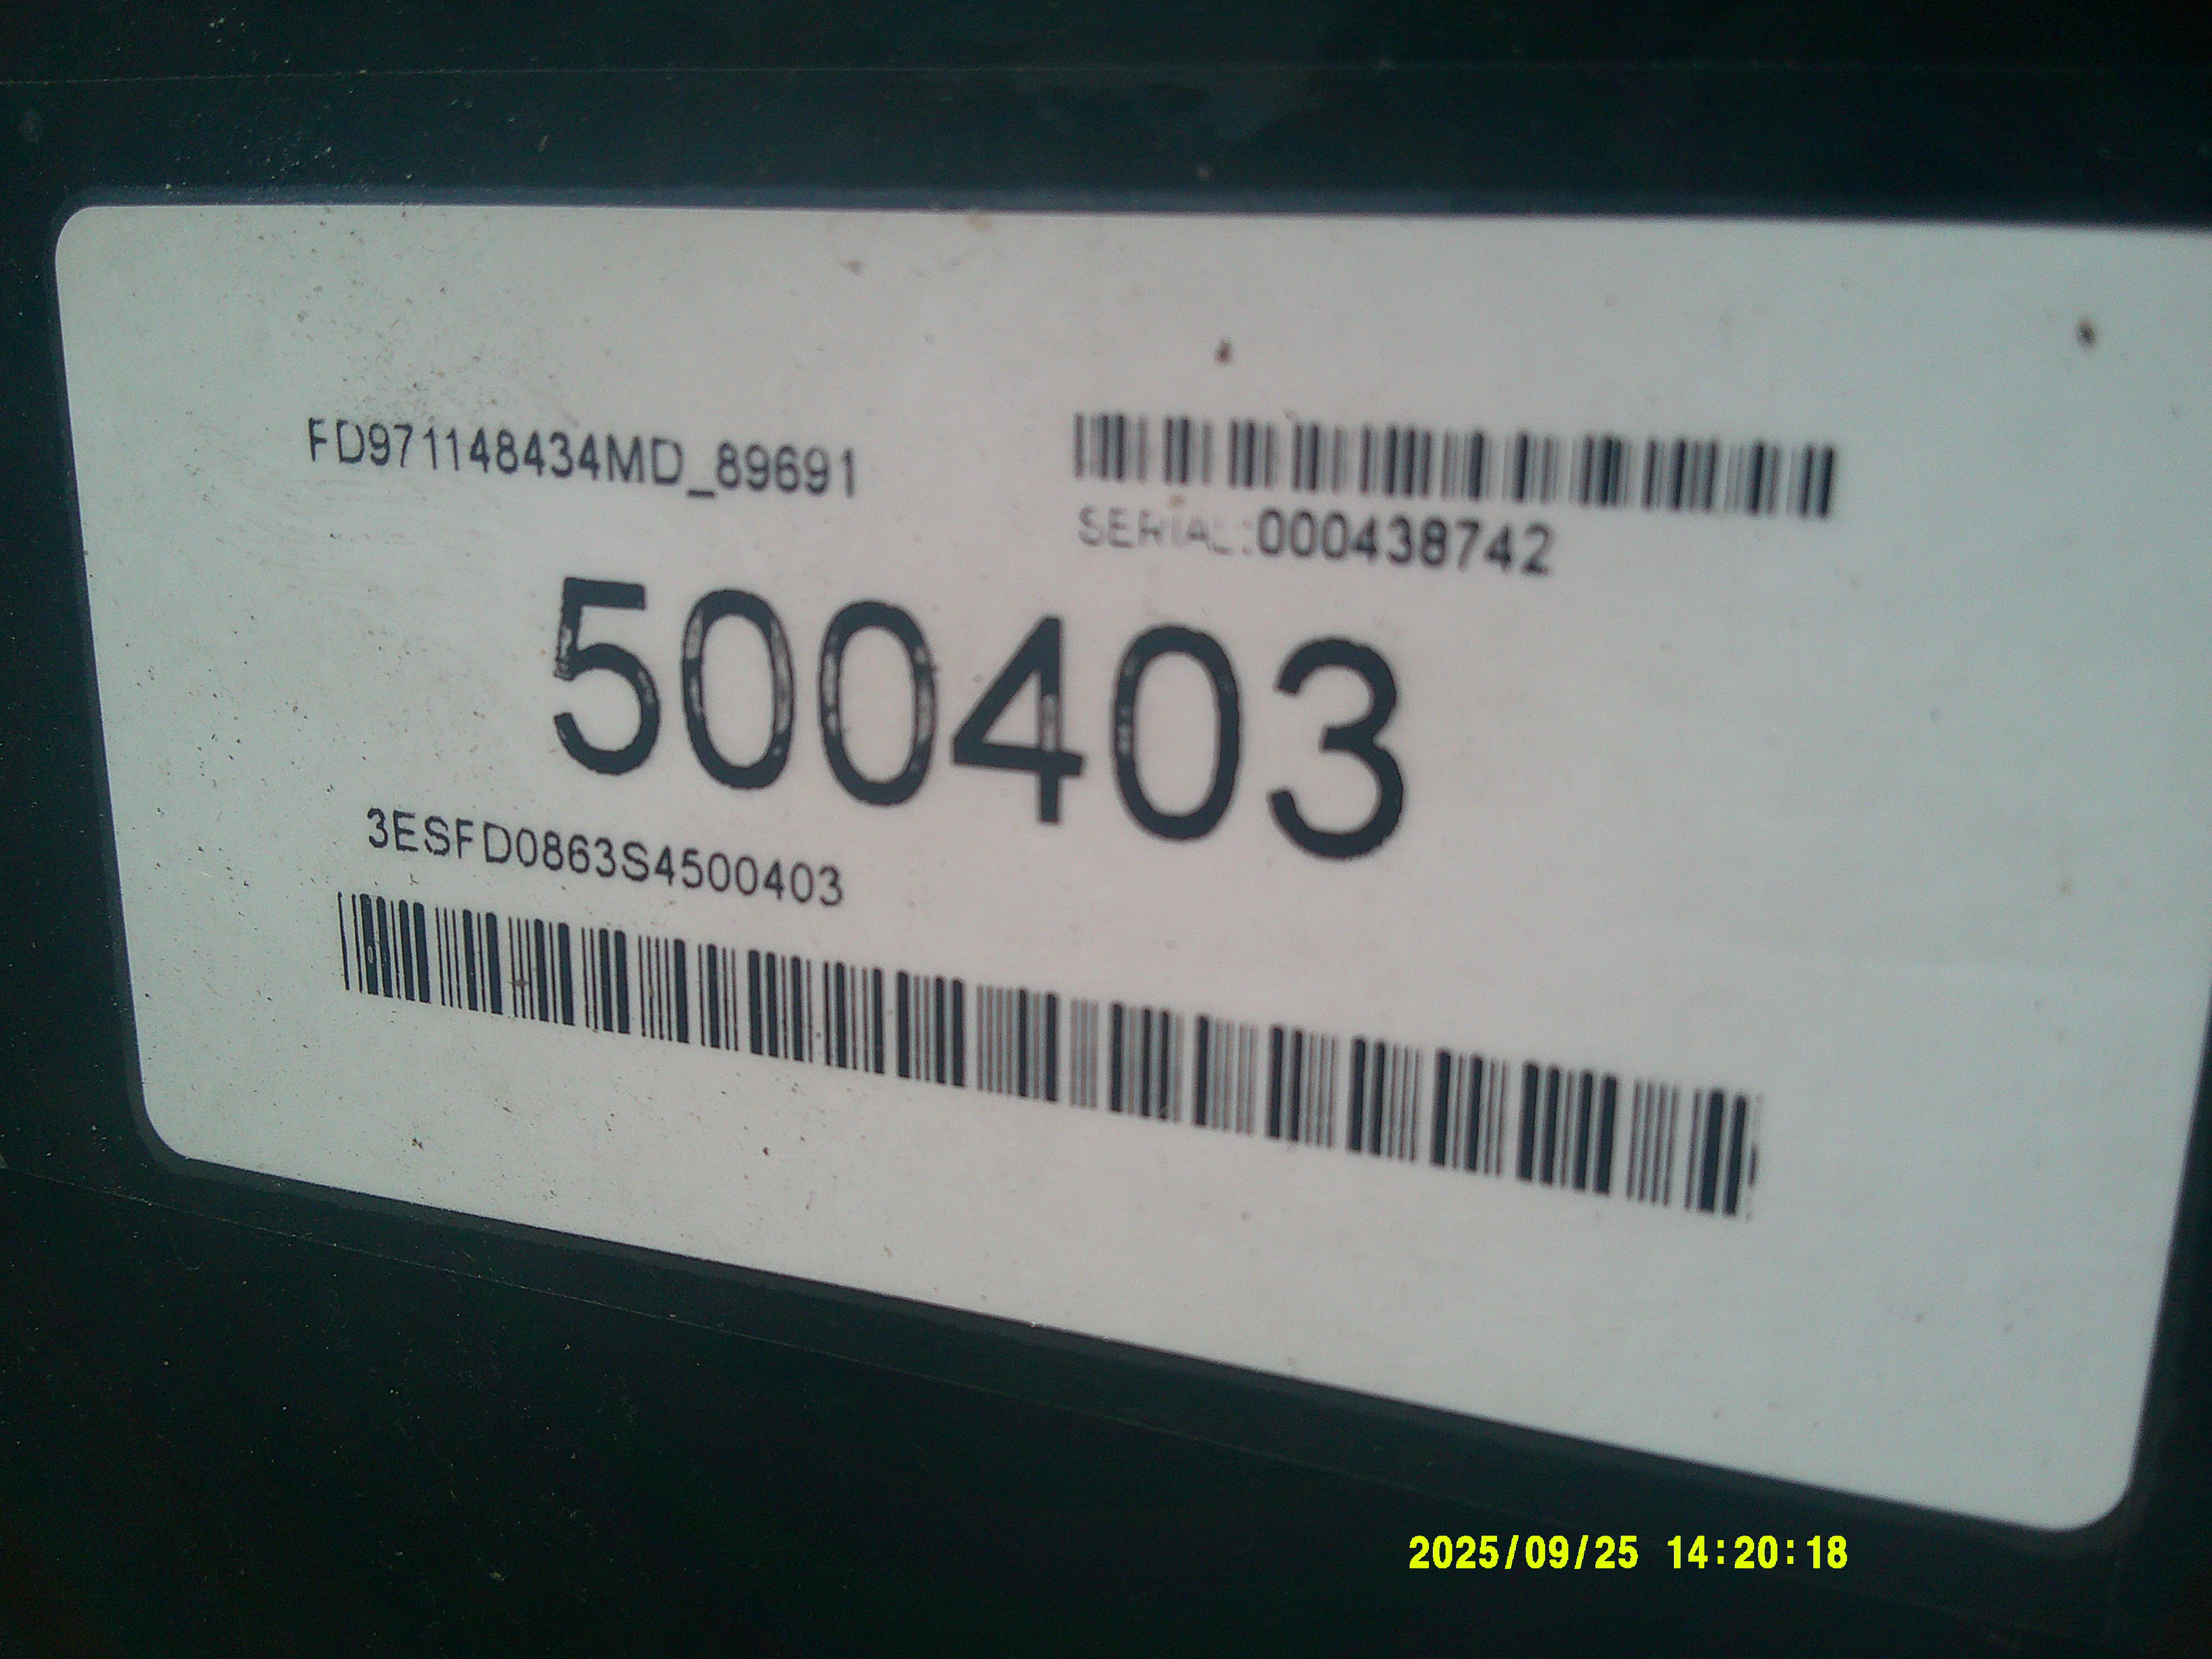 FD971148434MD_89691
SERIAL:000438742
500403
3ESFD0863S4500403
2025/09/25 14:20:18